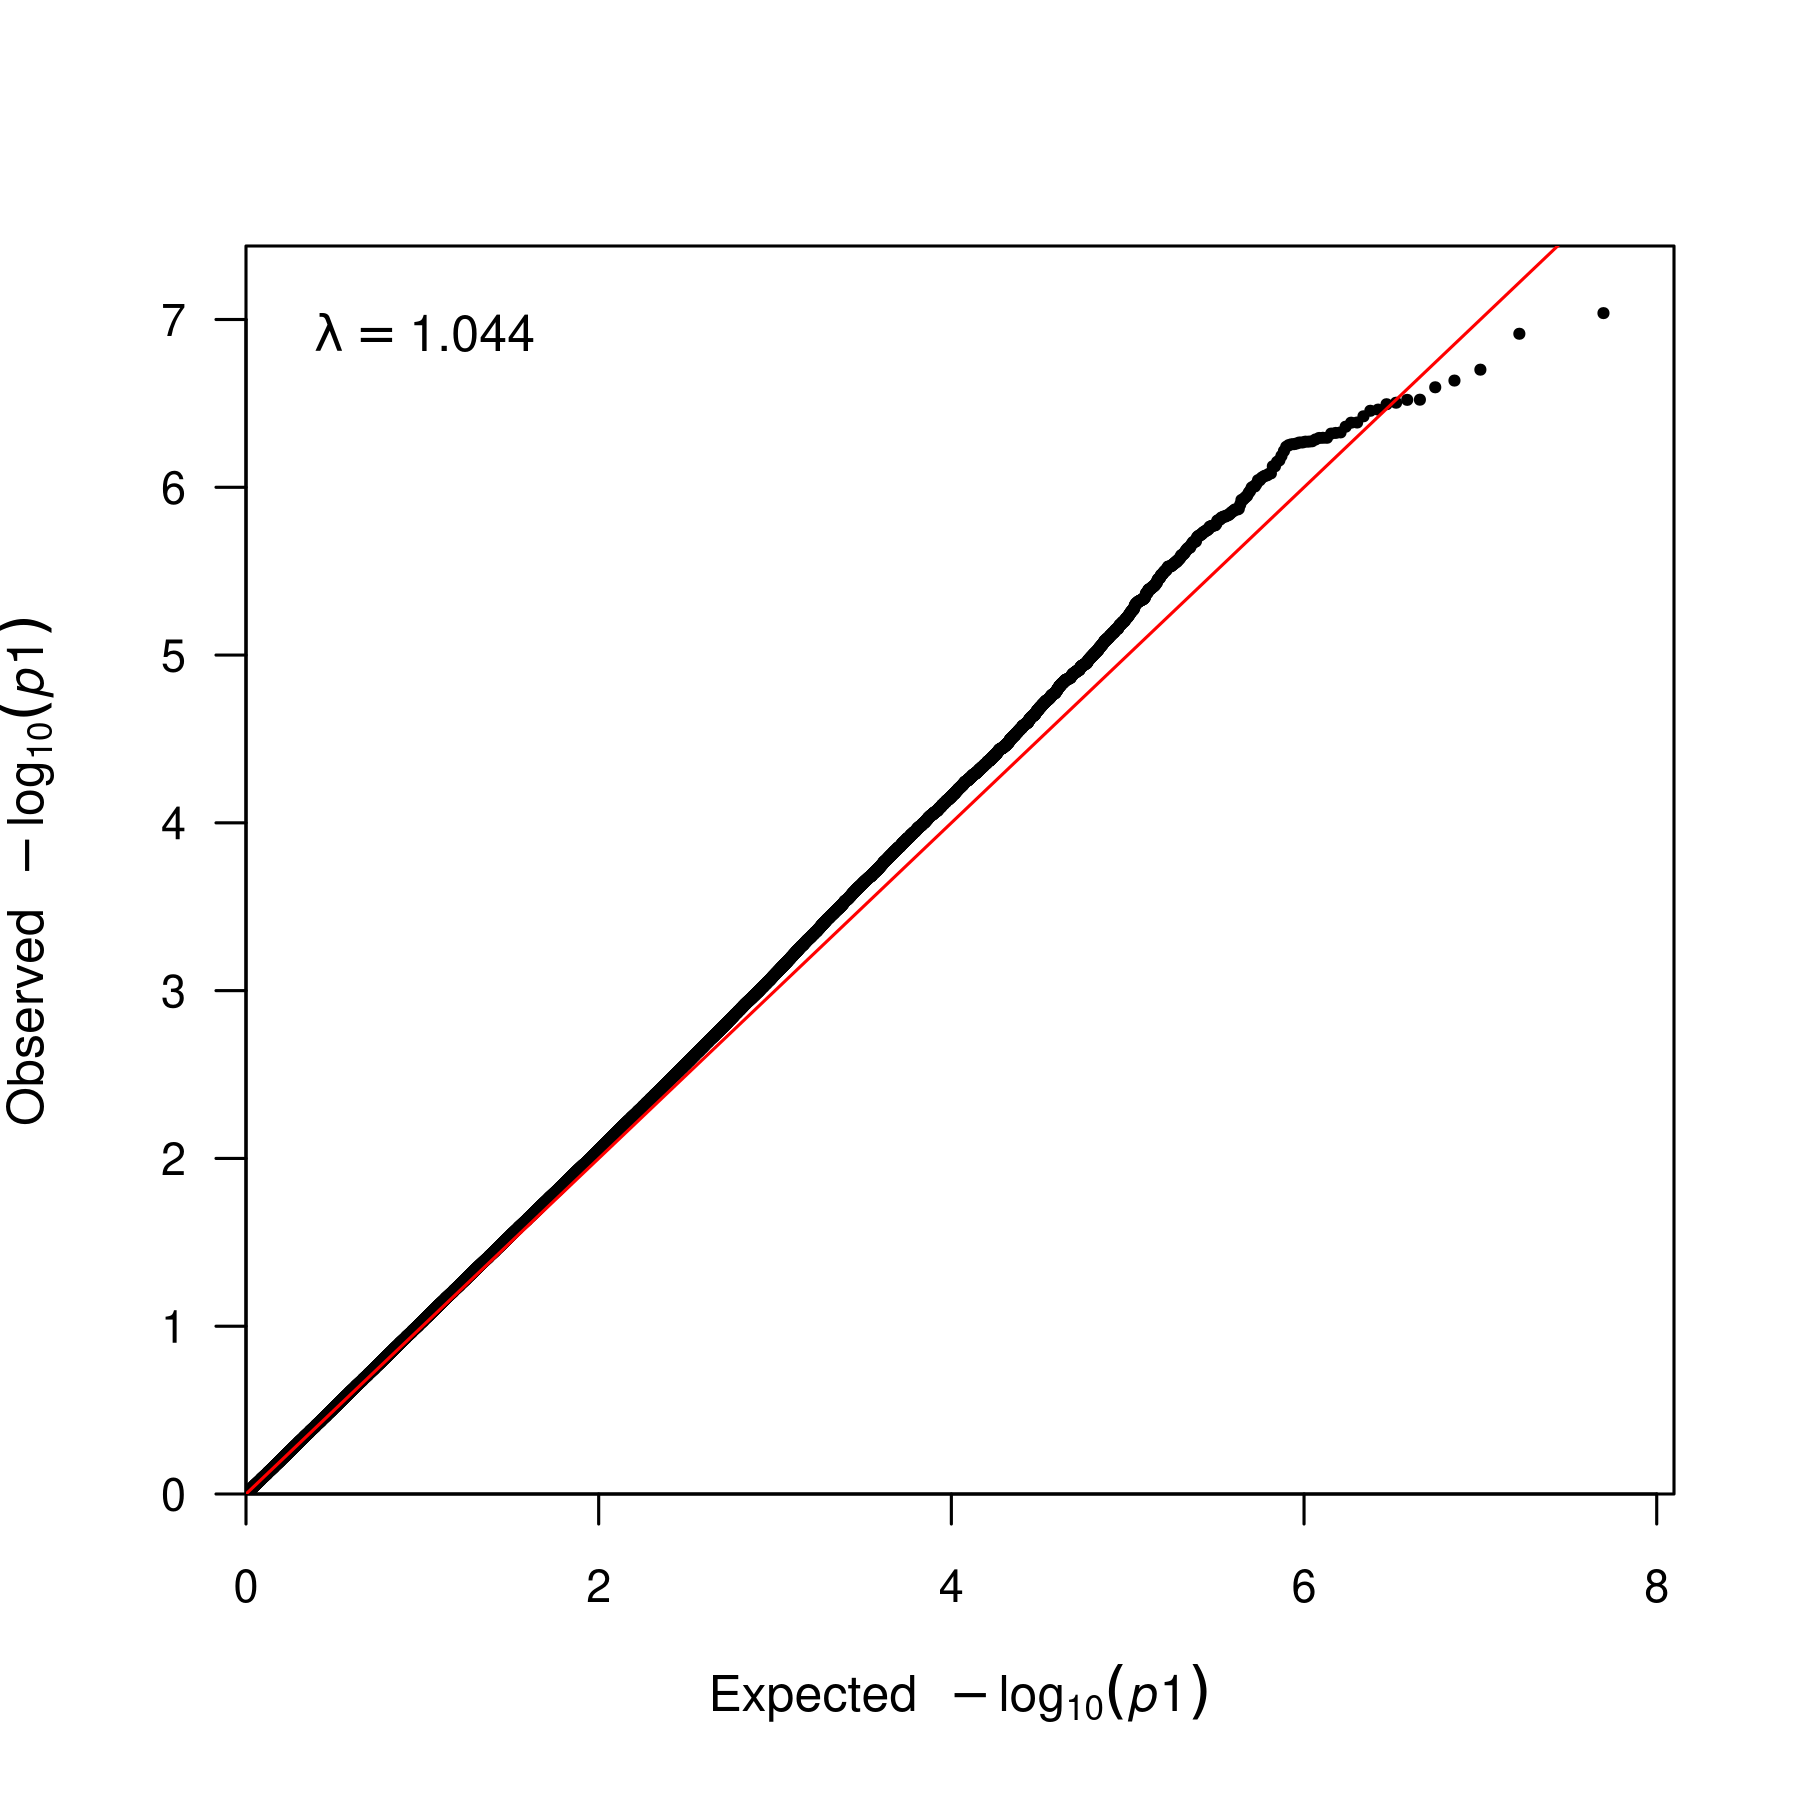 λ = 1.044
7
6
5
4
3
2
1
0
Observed −log10(p1)
0 2 4 6 8
Expected −log10(p1)